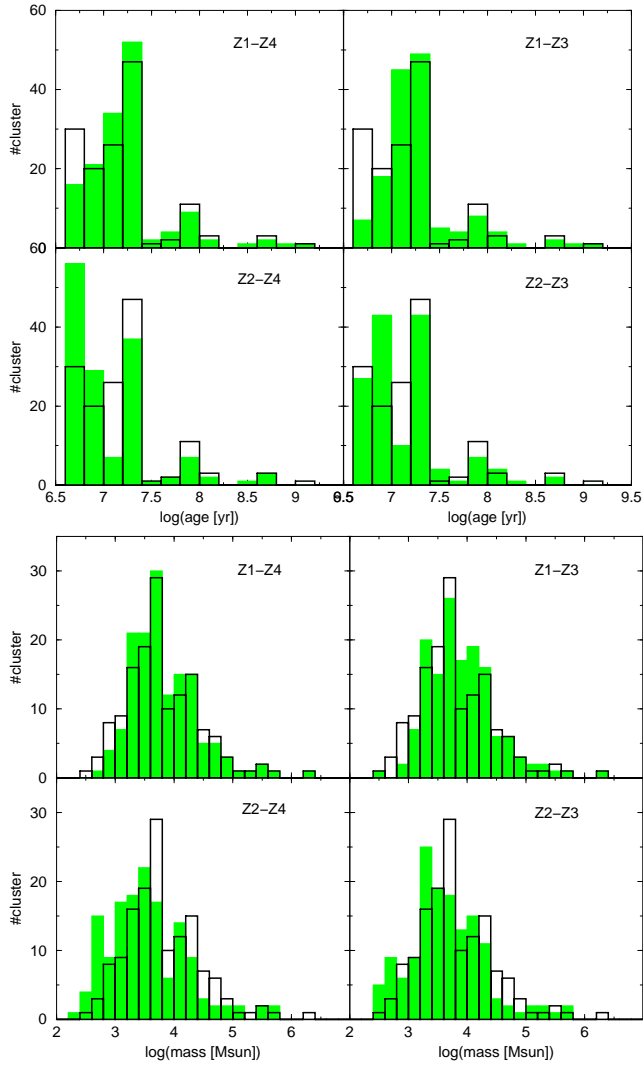 60
Z1−Z4
Z1−Z3
40
#cluster
20
60
0
Z2−Z4
Z2−Z3
40
#cluster
20
0
6.5 7 7.5 8 8.5 9 9.5 6.5 7 7.5 8 8.5 9 9.5
log(age [yr]) log(age [yr])
30
Z1−Z4
Z1−Z3
20
#cluster
10
0
30
Z2−Z4
Z2−Z3
20
#cluster
10
0
2 3 4 5 6 2 3 4 5 6
log(mass [Msun]) log(mass [Msun])